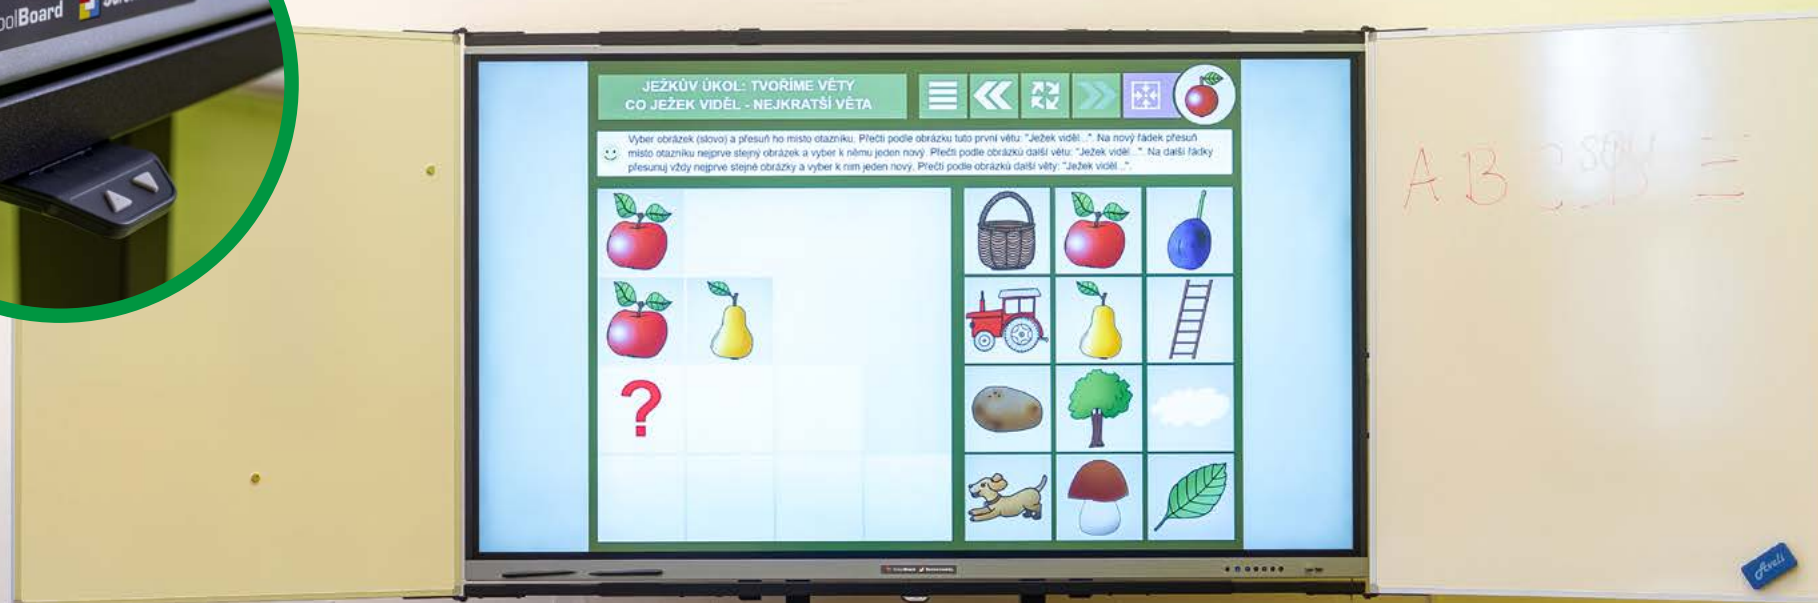 olBoard
JEŽKŮV ÚKOL: TVOŘÍME VĚTY
CO JEŽEK VIDĚL - NEJKRATŠÍ VĚTA
Vyber obrázek (slovo) a přesuň ho místo otazníku. Přečti podle obrázku tuto první větu: "Ježek viděl...". Na nový řádek přesuň
místo otazníku nejprve stejný obrázek a vyber k němu jeden nový. Přečti podle obrázků další větu: "Ježek viděl ...". Na další řádky
přesunuj vždy nejprve stejné obrázky a vyber k nim jeden nový. Přečti podle obrázků další věty: "Ježek viděl ...".
?
A B
Aveli